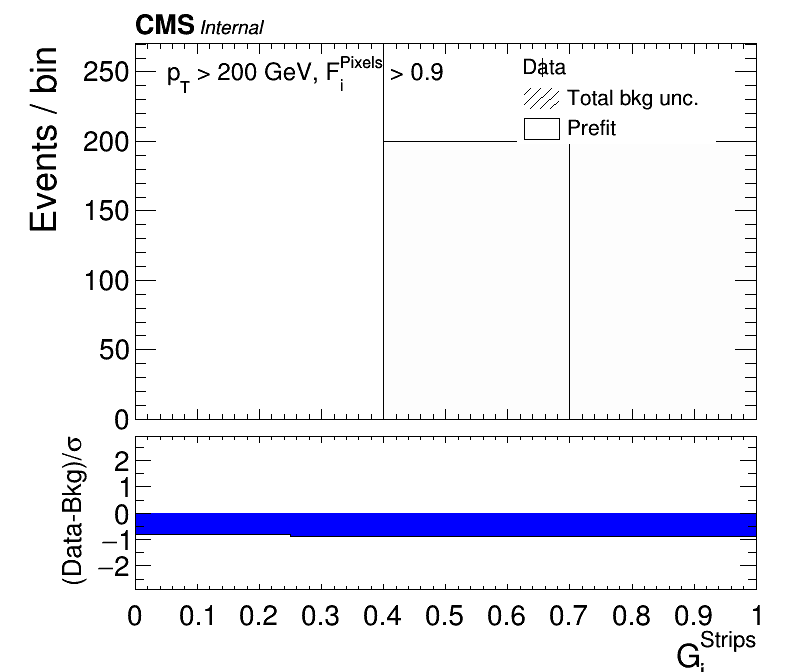 CMS Internal
Events / bin
250
200
150
100
50
0
p_T > 200 GeV, F_i^Pixels > 0.9
Data
Total bkg unc.
Prefit
(Data-Bkg)/σ
2
1
0
−1
−2
0 0.1 0.2 0.3 0.4 0.5 0.6 0.7 0.8 0.9 1
G_i^Strips